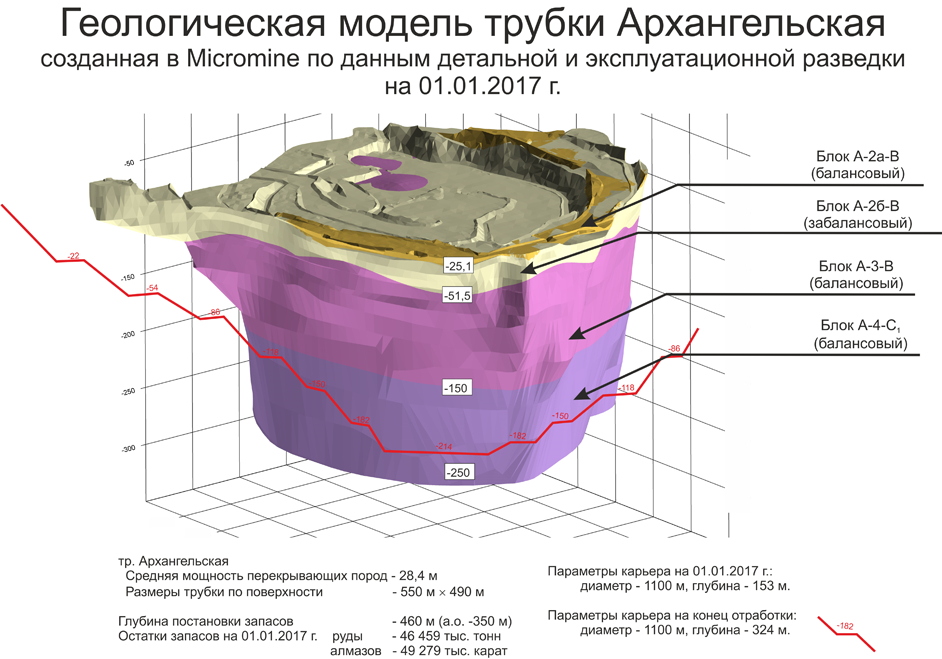 Геологическая модель трубки Архангельская
созданная в Micromine по данным детальной и эксплуатационной разведки
на 01.01.2017 г.
-50
Блок А-2а-В
(балансовый)
Блок А-2б-В
(забалансовый)
-22
-25,1
Блок А-3-В
(балансовый)
-150
-54
-51,5
-86
-200
Блок А-4-С₁
(балансовый)
-118
-86
-150
-250
-150
-118
-182
-150
-182
-214
-182
-300
-250
тр. Архангельская
Средняя мощность перекрывающих пород - 28,4 м
Размеры трубки по поверхности - 550 м × 490 м
Глубина постановки запасов - 460 м (а.о. -350 м)
Остатки запасов на 01.01.2017 г. руды - 46 459 тыс. тонн
алмазов - 49 279 тыс. карат
Параметры карьера на 01.01.2017 г.:
диаметр - 1100 м, глубина - 153 м.
Параметры карьера на конец отработки:
диаметр - 1100 м, глубина - 324 м.
-182